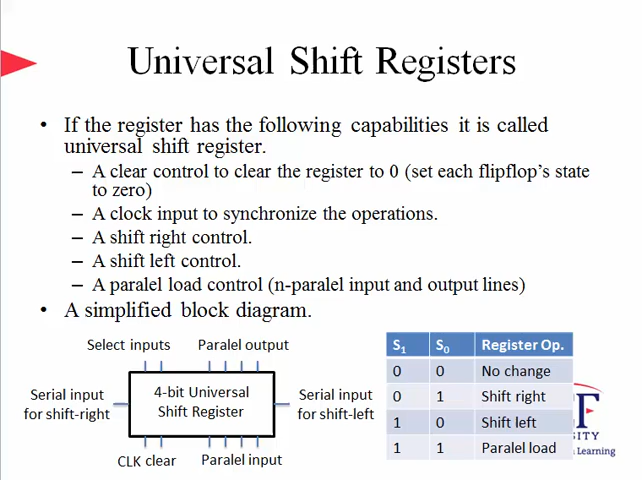 Universal Shift Registers
• If the register has the following capabilities it is called
universal shift register.
– A clear control to clear the register to 0 (set each flipflop's state
to zero)
– A clock input to synchronize the operations.
– A shift right control.
– A shift left control.
– A paralel load control (n-paralel input and output lines)
• A simplified block diagram.
Select inputs Paralel output
Serial input
for shift-right
4-bit Universal
Shift Register
Serial input
for shift-left
CLK clear Paralel input
S1 S0 Register Op.
0 0 No change
0 1 Shift right
1 0 Shift left
1 1 Paralel load
F
SITY
Learning